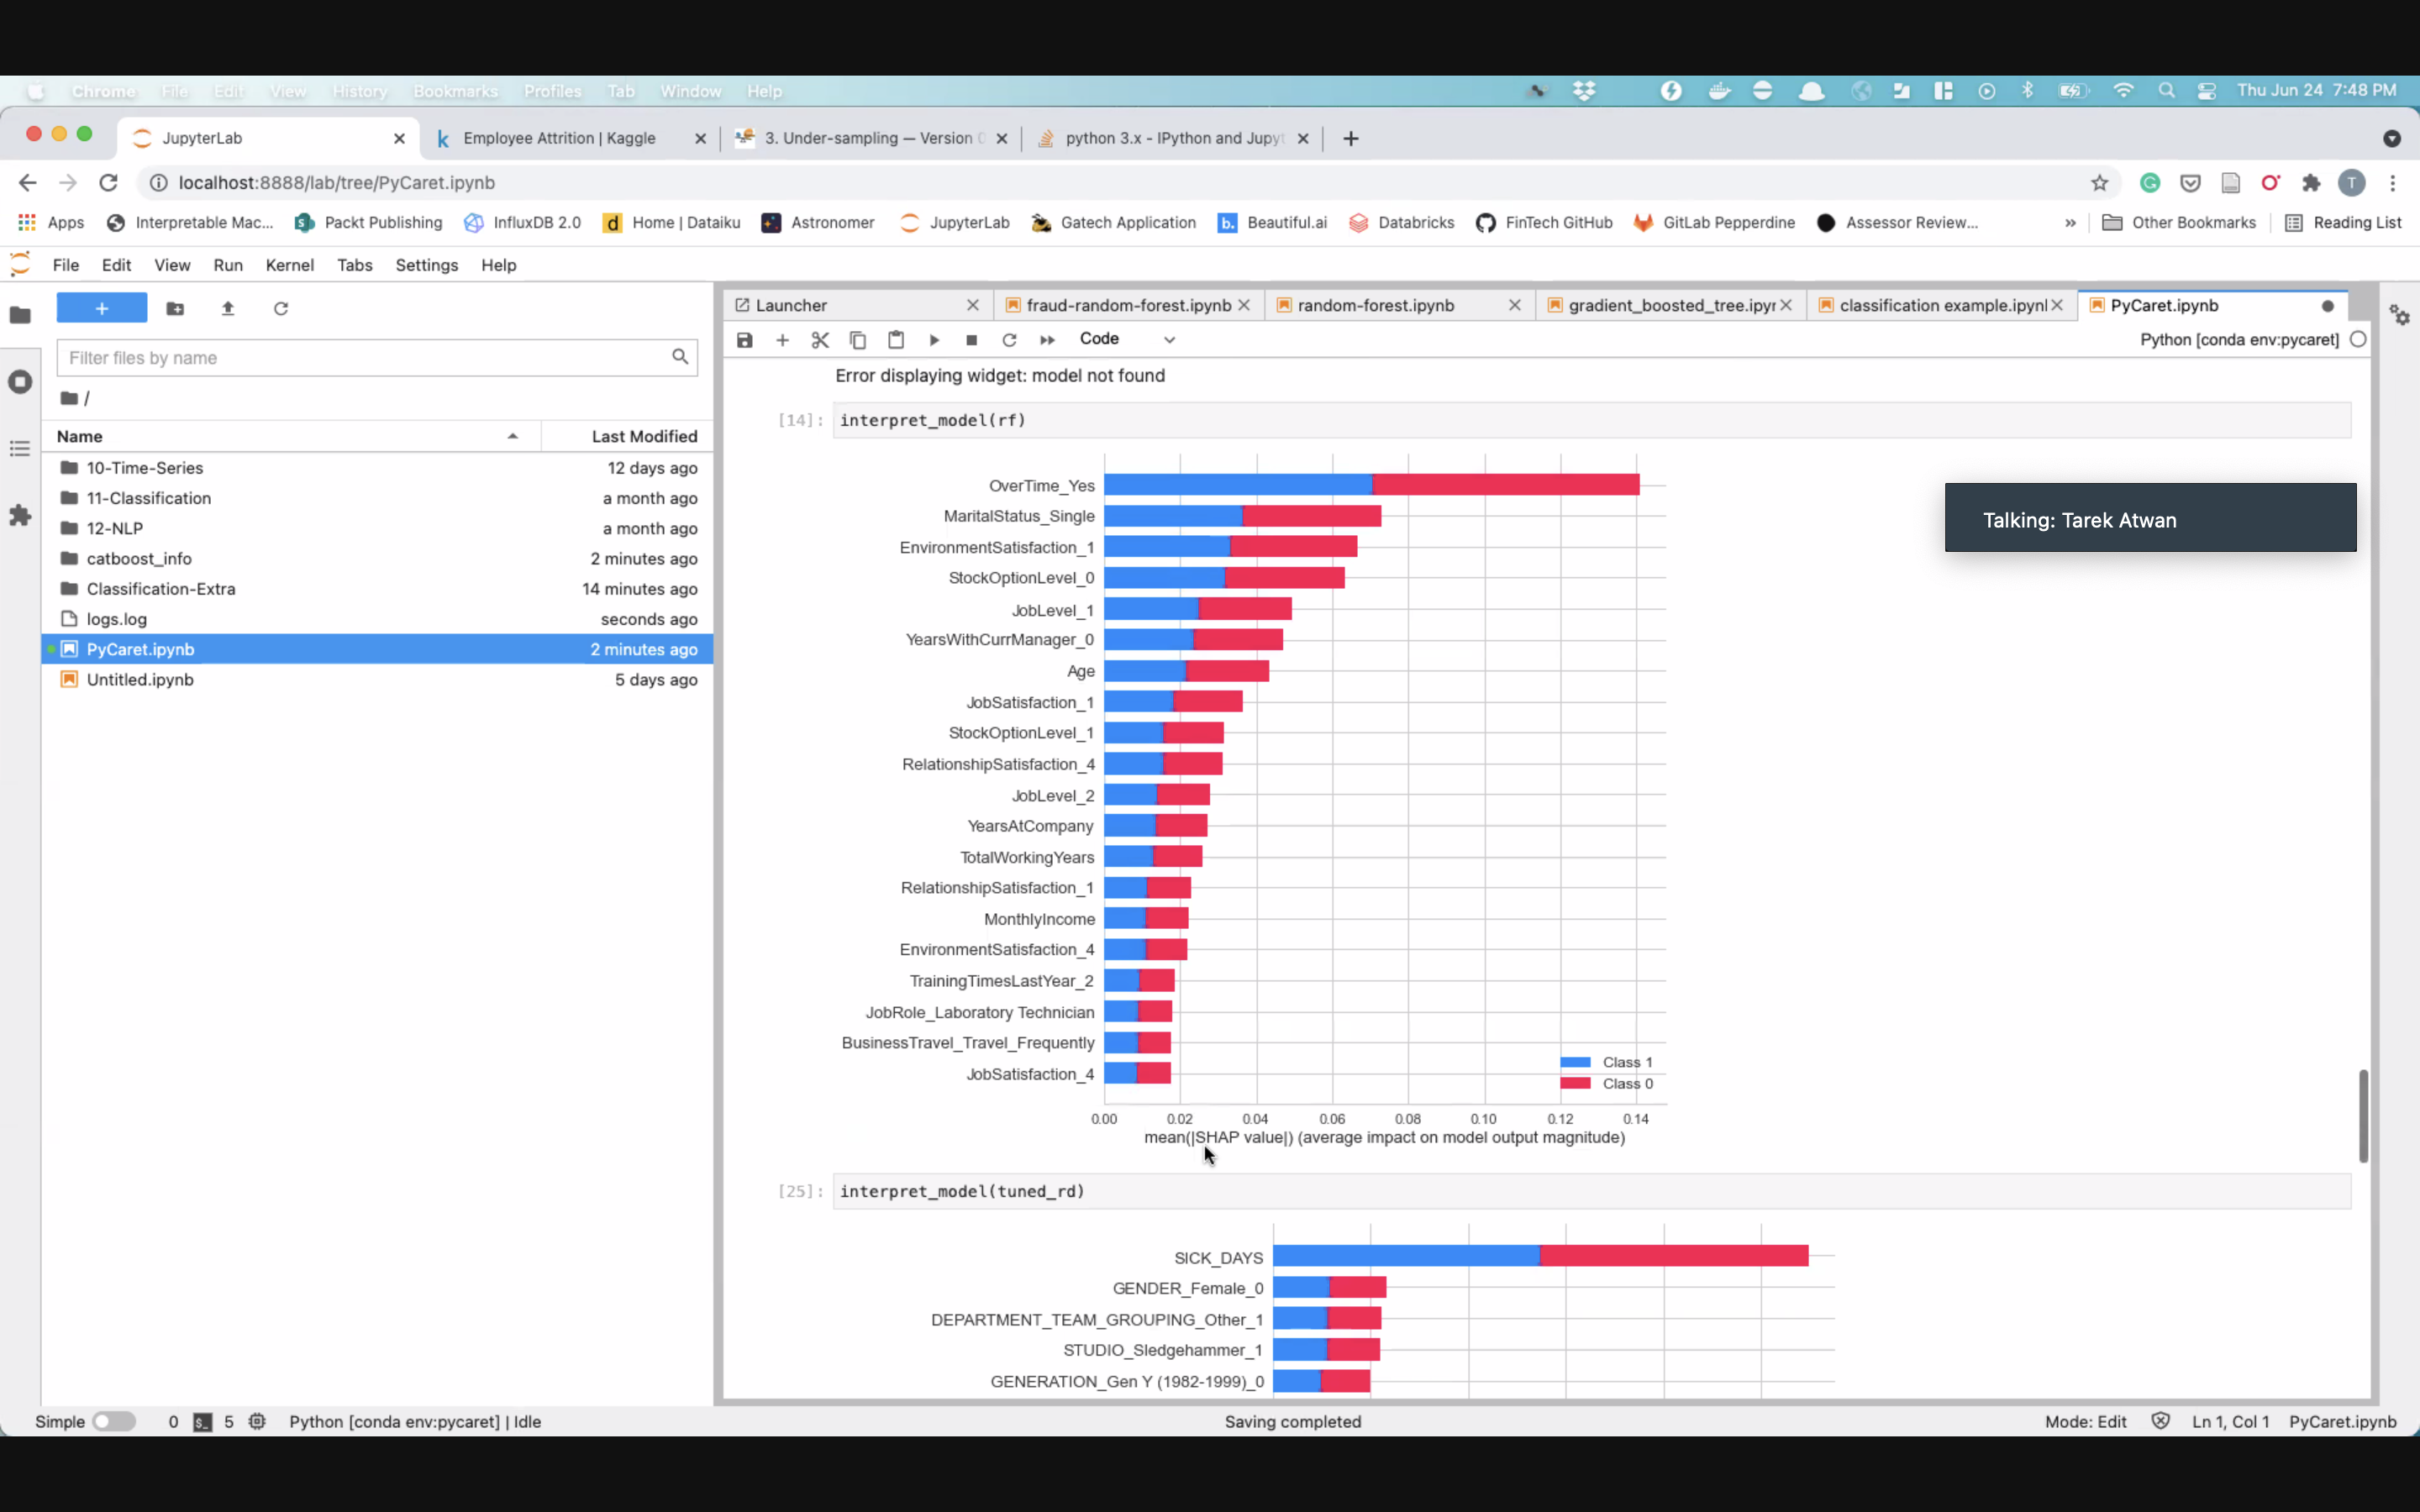 Chrome File Edit View History Bookmarks Profiles Tab Window Help Thu Jun 24 7:48 PM
JupyterLab Employee Attrition | Kaggle 3. Under-sampling — Version python 3.x - IPython and Jupyt
localhost:8888/lab/tree/PyCaret.ipynb T
Apps Interpretable Mac... Packt Publishing InfluxDB 2.0 Home | Dataiku Astronomer JupyterLab Gatech Application Beautiful.ai Databricks FinTech GitHub GitLab Pepperdine Assessor Review... » Other Bookmarks Reading List
File Edit View Run Kernel Tabs Settings Help
Launcher fraud-random-forest.ipynb random-forest.ipynb gradient_boosted_tree.ipyn classification example.ipynl PyCaret.ipynb
Code Python [conda env:pycaret]
Filter files by name
/
Name Last Modified
10-Time-Series 12 days ago
11-Classification a month ago
12-NLP a month ago
catboost_info 2 minutes ago
Classification-Extra 14 minutes ago
logs.log seconds ago
PyCaret.ipynb 2 minutes ago
Untitled.ipynb 5 days ago
Error displaying widget: model not found
[14]: interpret_model(rf)
OverTime_Yes
MaritalStatus_Single
EnvironmentSatisfaction_1
StockOptionLevel_0
JobLevel_1
YearsWithCurrManager_0
Age
JobSatisfaction_1
StockOptionLevel_1
RelationshipSatisfaction_4
JobLevel_2
YearsAtCompany
TotalWorkingYears
RelationshipSatisfaction_1
MonthlyIncome
EnvironmentSatisfaction_4
TrainingTimesLastYear_2
JobRole_Laboratory Technician
BusinessTravel_Travel_Frequently
JobSatisfaction_4
Class 1
Class 0
0.00 0.02 0.04 0.06 0.08 0.10 0.12 0.14
mean(|SHAP value|) (average impact on model output magnitude)
Talking: Tarek Atwan
[25]: interpret_model(tuned_rd)
SICK_DAYS
GENDER_Female_0
DEPARTMENT_TEAM_GROUPING_Other_1
STUDIO_Sledgehammer_1
GENERATION_Gen Y (1982-1999)_0
Simple 0 5 Python [conda env:pycaret] | Idle Saving completed Mode: Edit Ln 1, Col 1 PyCaret.ipynb